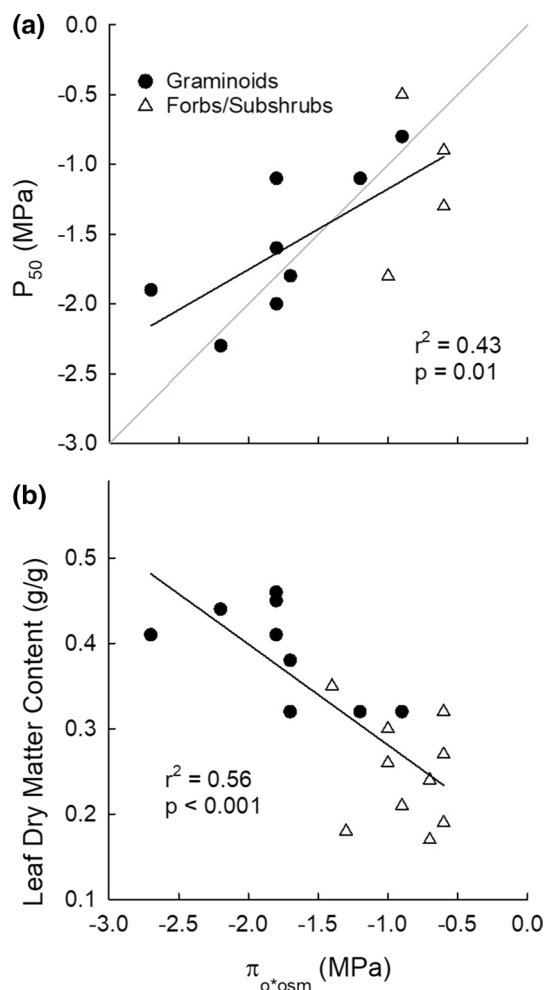 (a)
0.0
-0.5
-1.0
-1.5
-2.0
-2.5
-3.0
P50 (MPa)
Graminoids
Forbs/Subshrubs
r2 = 0.43
p = 0.01
(b)
0.5
0.4
0.3
0.2
0.1
Leaf Dry Matter Content (g/g)
r2 = 0.56
p < 0.001
-3.0 -2.5 -2.0 -1.5 -1.0 -0.5 0.0
πo*osm (MPa)